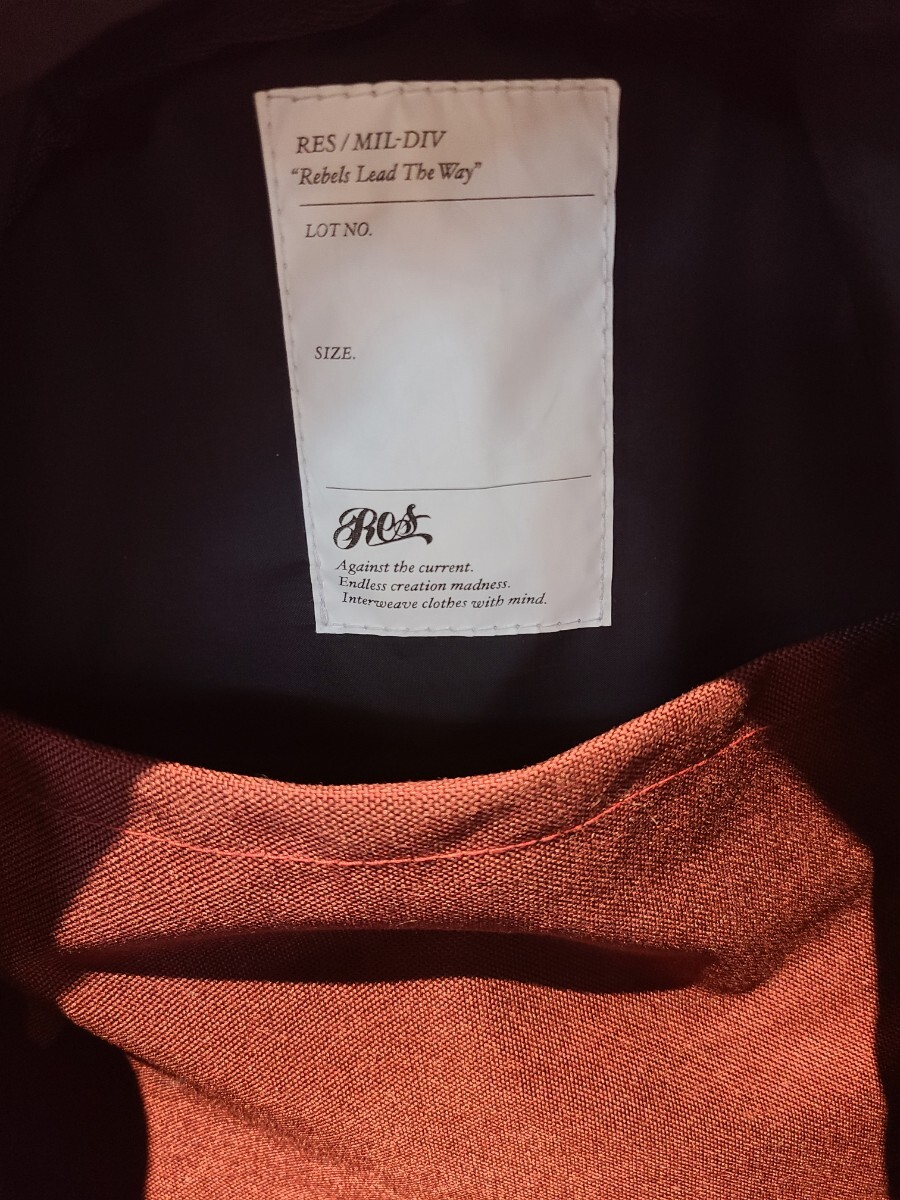 RES / MIL-DIV
“Rebels Lead The Way”
LOT NO.
SIZE.
Res
Against the current.
Endless creation madness.
Interweave clothes with mind.